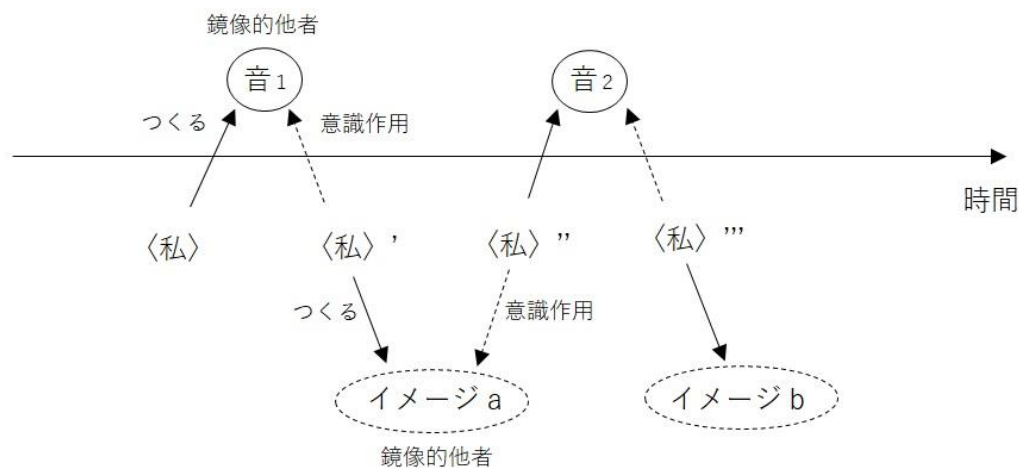 鏡像的他者
音1
音2
つくる
意識作用
時間
〈私〉
〈私〉’
〈私〉’’
〈私〉’’’
つくる
意識作用
イメージa
イメージb
鏡像的他者